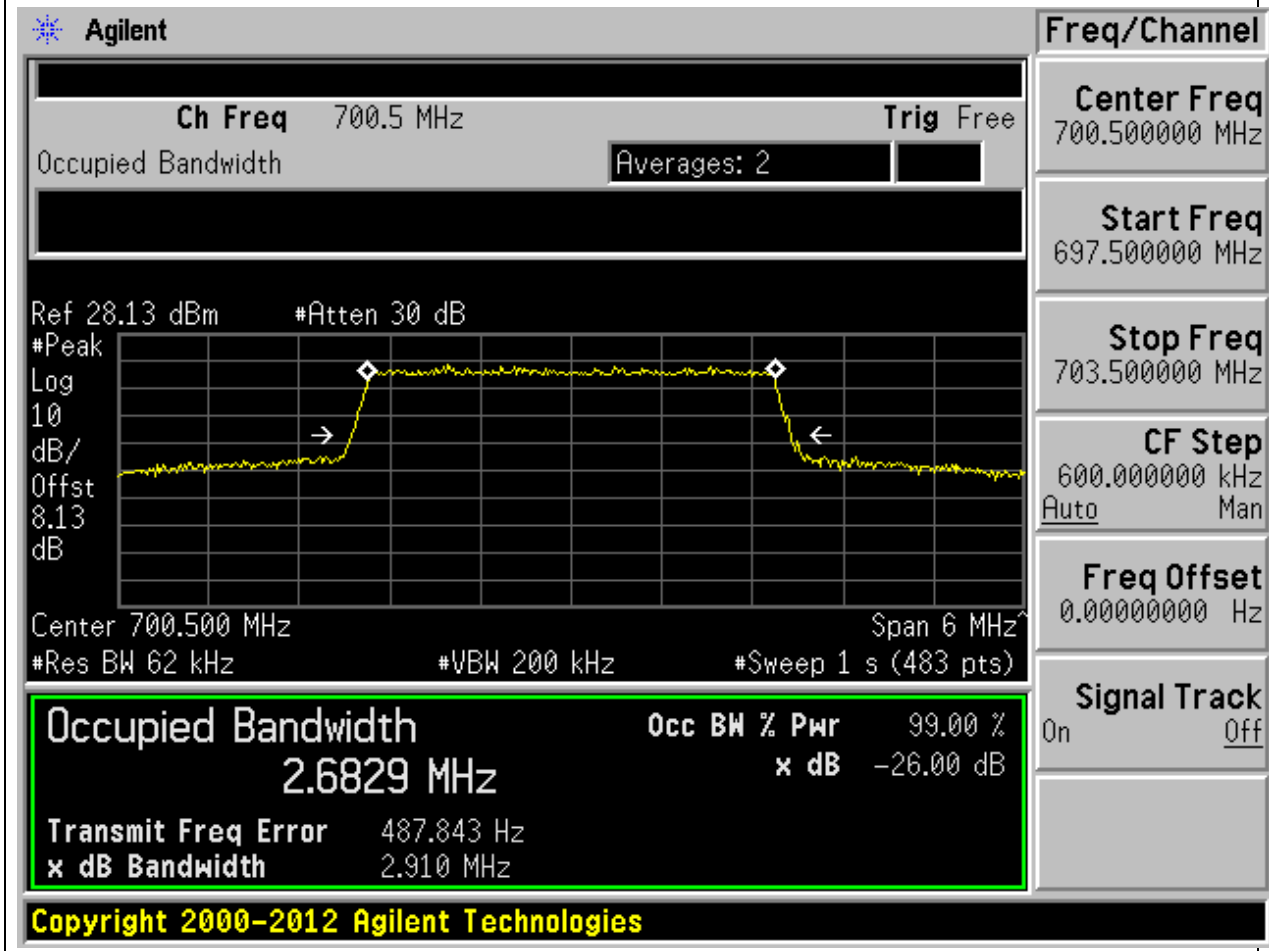 Agilent
Freq/Channel
Ch Freq 700.5 MHz Trig Free
Occupied Bandwidth Averages: 2
Center Freq
700.500000 MHz
Start Freq
697.500000 MHz
Stop Freq
703.500000 MHz
CF Step
600.000000 kHz
Auto Man
Freq Offset
0.00000000 Hz
Signal Track
On Off
Ref 28.13 dBm #Atten 30 dB
#Peak
Log
10
dB/
Offst
8.13
dB
Center 700.500 MHz Span 6 MHz^
#Res BW 62 kHz #VBW 200 kHz #Sweep 1 s (483 pts)
Occupied Bandwidth Occ BW % Pwr 99.00 %
2.6829 MHz x dB -26.00 dB
Transmit Freq Error 487.843 Hz
x dB Bandwidth 2.910 MHz
Copyright 2000-2012 Agilent Technologies